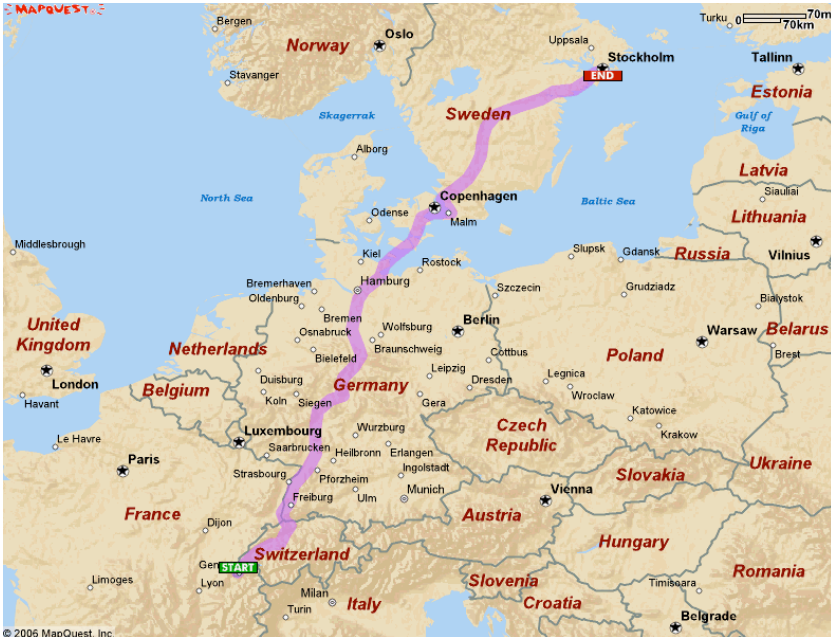 MAPQUEST
Bergen
Oslo
Norway
Stavanger
Uppsala
Stockholm
END
Turku
0 70m
70km
Tallinn
Estonia
Skagerrak
Sweden
Gulf of
Riga
Alborg
Latvia
North Sea
Copenhagen
Malm
Odense
Baltic Sea
Siauliai
Lithuania
Vilnius
Middlesbrough
Kiel
Rostock
Slupsk
Gdansk
Russia
Hamburg
Bremerhaven
Oldenburg
Bremen
Szczecin
Grudziadz
Bialystok
United
Kingdom
Osnabruck
Wolfsburg
Berlin
Netherlands
Braunschweig
Bielefeld
Warsaw
Belarus
Brest
London
Havant
Belgium
Duisburg
Koln
Siegen
Germany
Leipzig
Cottbus
Dresden
Gera
Poland
Legnica
Wroclaw
Le Havre
Luxembourg
Saarbrucken
Wurzburg
Heilbronn
Erlangen
Czech
Republic
Katowice
Krakow
Paris
Strasbourg
Pforzheim
Ingolstadt
Slovakia
Ukraine
France
Freiburg
Ulm
Munich
Vienna
Austria
Dijon
Switzerland
Hungary
Gen
START
Limoges
Lyon
Milan
Turin
Italy
Slovenia
Croatia
Timisoara
Romania
Belgrade
© 2006 MapQuest, Inc.